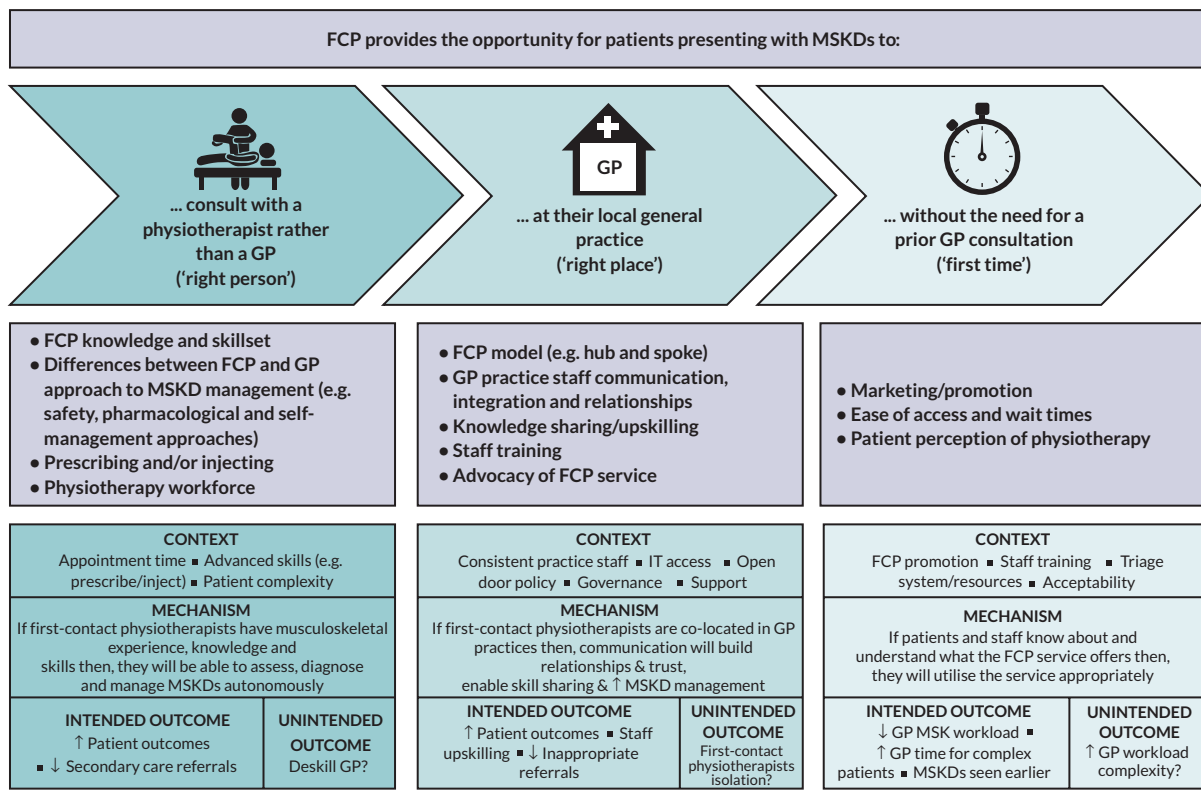 FCP provides the opportunity for patients presenting with MSKDs to:
... consult with a
physiotherapist rather
than a GP
(‘right person’)
GP
... at their local general
practice
(‘right place’)
... without the need for a
prior GP consultation
(‘first time’)
● FCP knowledge and skillset
● Differences between FCP and GP
approach to MSKD management (e.g.
safety, pharmacological and self-
management approaches)
● Prescribing and/or injecting
● Physiotherapy workforce
● FCP model (e.g. hub and spoke)
● GP practice staff communication,
integration and relationships
● Knowledge sharing/upskilling
● Staff training
● Advocacy of FCP service
● Marketing/promotion
● Ease of access and wait times
● Patient perception of physiotherapy
CONTEXT
Appointment time ▪ Advanced skills (e.g.
prescribe/inject) ▪ Patient complexity
MECHANISM
If first-contact physiotherapists have musculoskeletal
experience, knowledge and
skills then, they will be able to assess, diagnose
and manage MSKDs autonomously
INTENDED OUTCOME
↑ Patient outcomes
▪ ↓ Secondary care referrals
UNINTENDED
OUTCOME
Deskill GP?
CONTEXT
Consistent practice staff ▪ IT access ▪ Open
door policy ▪ Governance ▪ Support
MECHANISM
If first-contact physiotherapists are co-located in GP
practices then, communication will build
relationships & trust,
enable skill sharing & ↑ MSKD management
INTENDED OUTCOME
↑ Patient outcomes ▪ Staff
upskilling ▪ ↓ Inappropriate
referrals
UNINTENDED
OUTCOME
First-contact
physiotherapists
isolation?
CONTEXT
FCP promotion ▪ Staff training ▪ Triage
system/resources ▪ Acceptability
MECHANISM
If patients and staff know about and
understand what the FCP service offers then,
they will utilise the service appropriately
INTENDED OUTCOME
↓ GP MSK workload ▪
↑ GP time for complex
patients ▪ MSKDs seen earlier
UNINTENDED
OUTCOME
↑ GP workload
complexity?